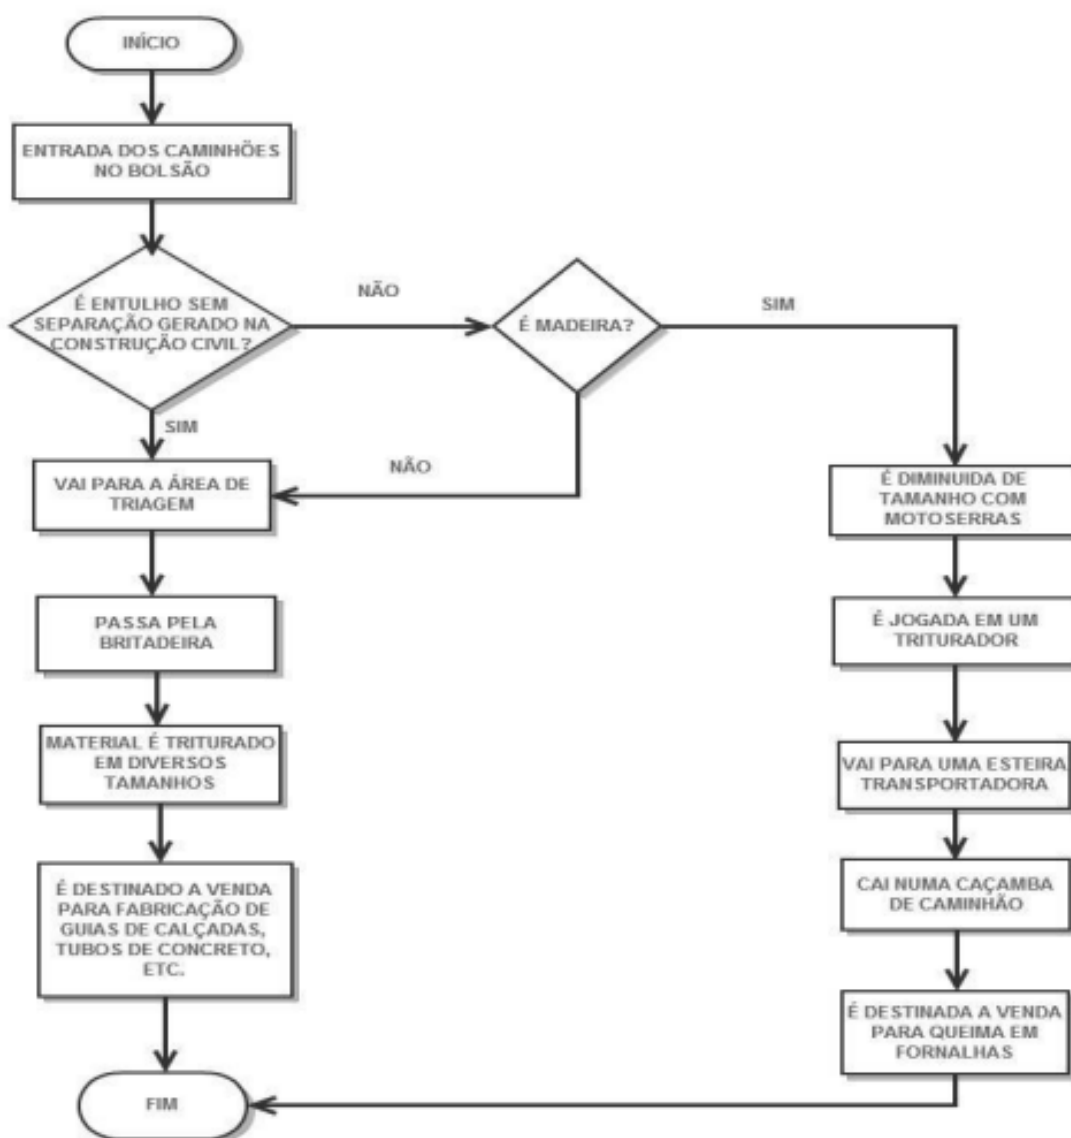 INÍCIO
ENTRADA DOS CAMINHÕES
NO BOLSÃO
É ENTULHO SEM
SEPARAÇÃO GERADO NA
CONSTRUÇÃO CIVIL?
NÃO
É MADEIRA?
SIM
SIM
NÃO
VAI PARA A ÁREA DE
TRIAGEM
PASSA PELA
BRITADEIRA
MATERIAL É TRITURADO
EM DIVERSOS
TAMANHOS
É DESTINADO A VENDA
PARA FABRICAÇÃO DE
GUIAS DE CALÇADAS,
TUBOS DE CONCRETO,
ETC.
É DIMINUIDA DE
TAMANHO COM
MOTOSERRAS
É JOGADA EM UM
TRITURADOR
VAI PARA UMA ESTEIRA
TRANSPORTADORA
CAI NUMA CAÇAMBA
DE CAMINHÃO
É DESTINADA A VENDA
PARA QUEIMA EM
FORNALHAS
FIM